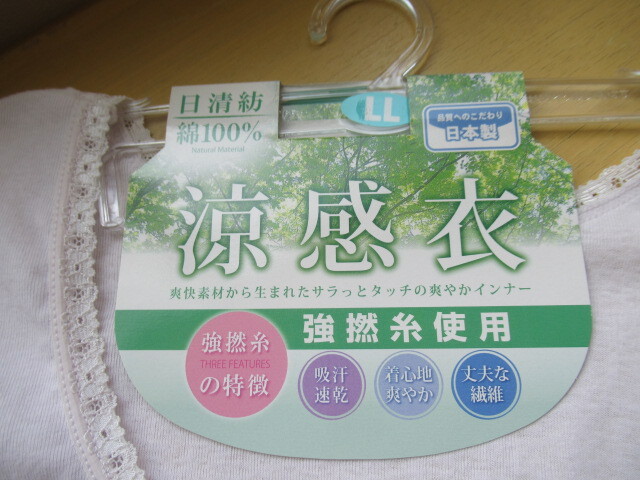 日清紡
綿100%
Natural Material
LL
品質へのこだわり
日本製
涼感衣
爽快素材から生まれたサラっとタッチの爽やかインナー
強撚糸使用
強撚糸
THREE FEATURES
の特徴
吸汗
速乾
着心地
爽やか
丈夫な
繊維